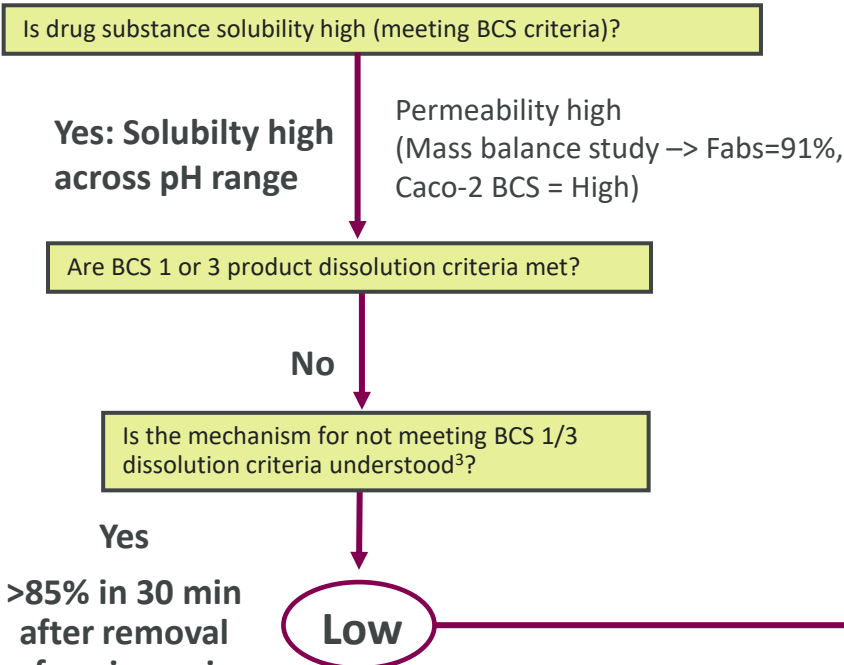 Is drug substance solubility high (meeting BCS criteria)?
Yes: Solubilty high
across pH range
Permeability high
(Mass balance study –> Fabs=91%,
Caco-2 BCS = High)
Are BCS 1 or 3 product dissolution criteria met?
No
Is the mechanism for not meeting BCS 1/3
dissolution criteria understood³?
Yes
>85% in 30 min
after removal
Low